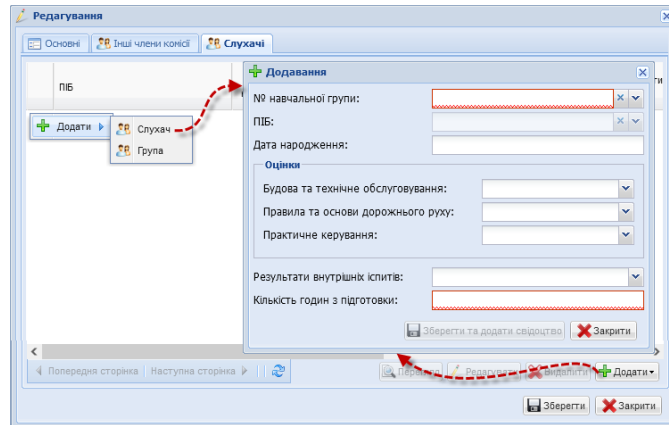 Редагування
Основні Інші члени комісії Слухачі
ПІБ
Додати
Слухач
Група
Додавання
№ навчальної групи:
ПІБ:
Дата народження:
Оцінки
Будова та технічне обслуговування:
Правила та основи дорожнього руху:
Практичне керування:
Результати внутрішніх іспитів:
Кількість годин з підготовки:
Зберегти та додати свідоцтво Закрити
Попередня сторінка Наступна сторінка Редагувати Видалити Додати
Зберегти Закрити